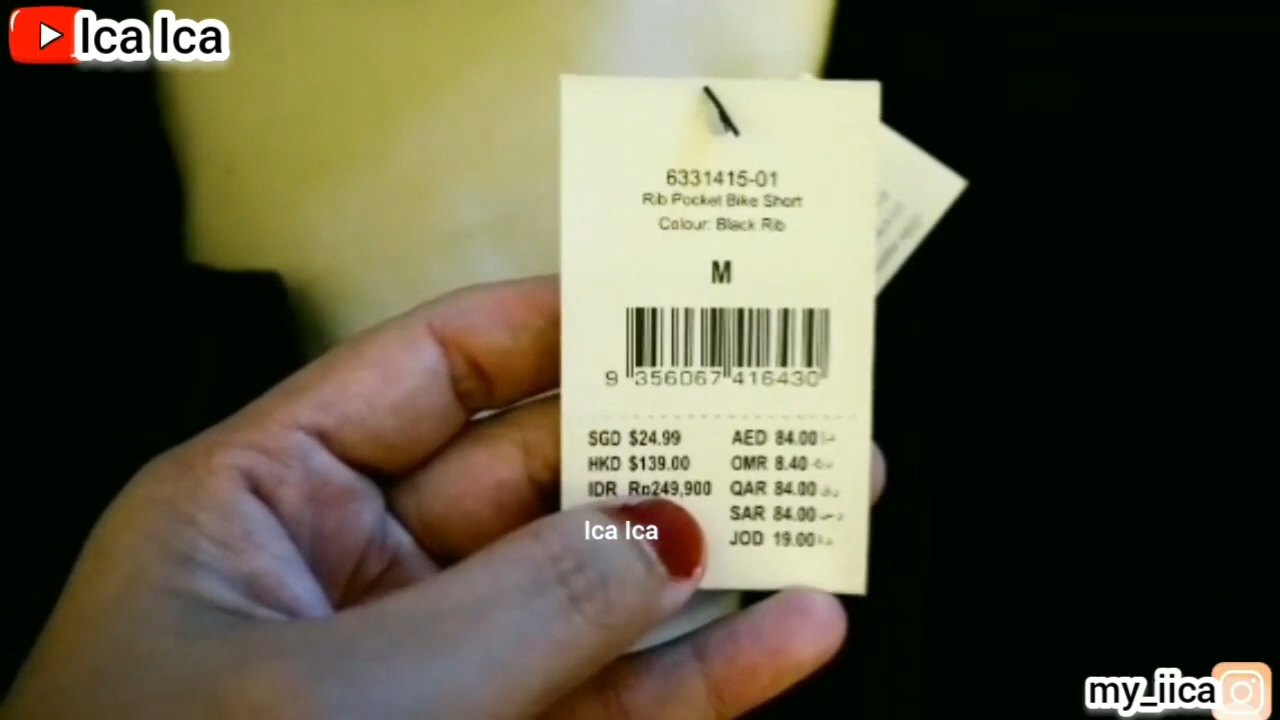 Ica Ica
6331415-01
Rib Pocket Bike Short
Colour: Black Rib
M
9 356067 416430
SGD $24.99
HKD $139.00
IDR Rp249,900
AED 84.00
OMR 8.40
QAR 84.00
SAR 84.00
JOD 19.00
Ica Ica
my_iica